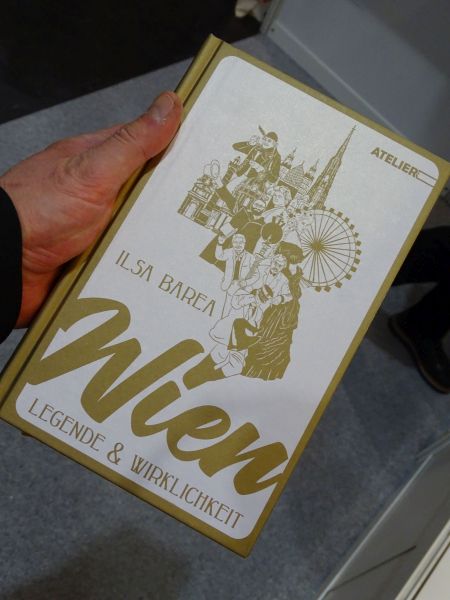 ATELIER
ILSA BAREA
Wien
LEGENDE & WIRKLICHKEIT